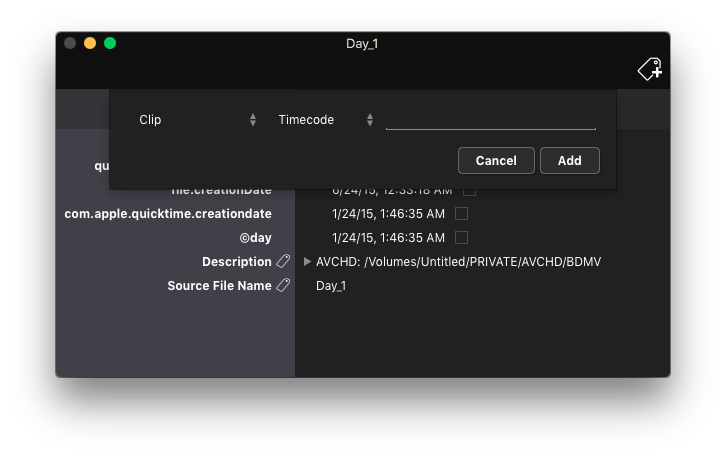 Day_1
Clip Timecode
Cancel Add
qu
file.creationDate 6/24/15, 12:33:18 AM
com.apple.quicktime.creationdate 1/24/15, 1:46:35 AM
©day 1/24/15, 1:46:35 AM
Description AVCHD: /Volumes/Untitled/PRIVATE/AVCHD/BDMV
Source File Name Day_1